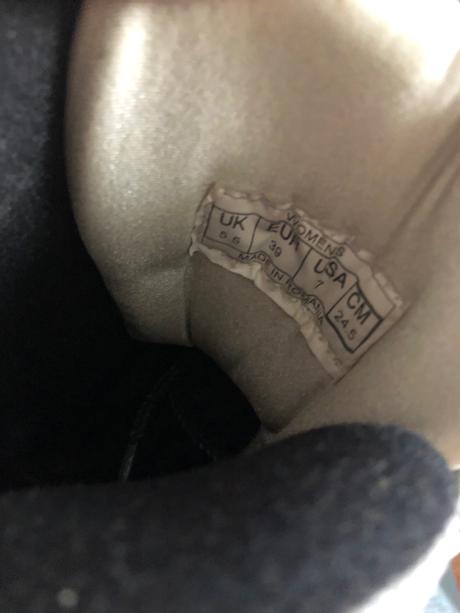 WOMENS
UK EUR USA CM
5.5 39 7 24.5
MADE IN ROMANIA